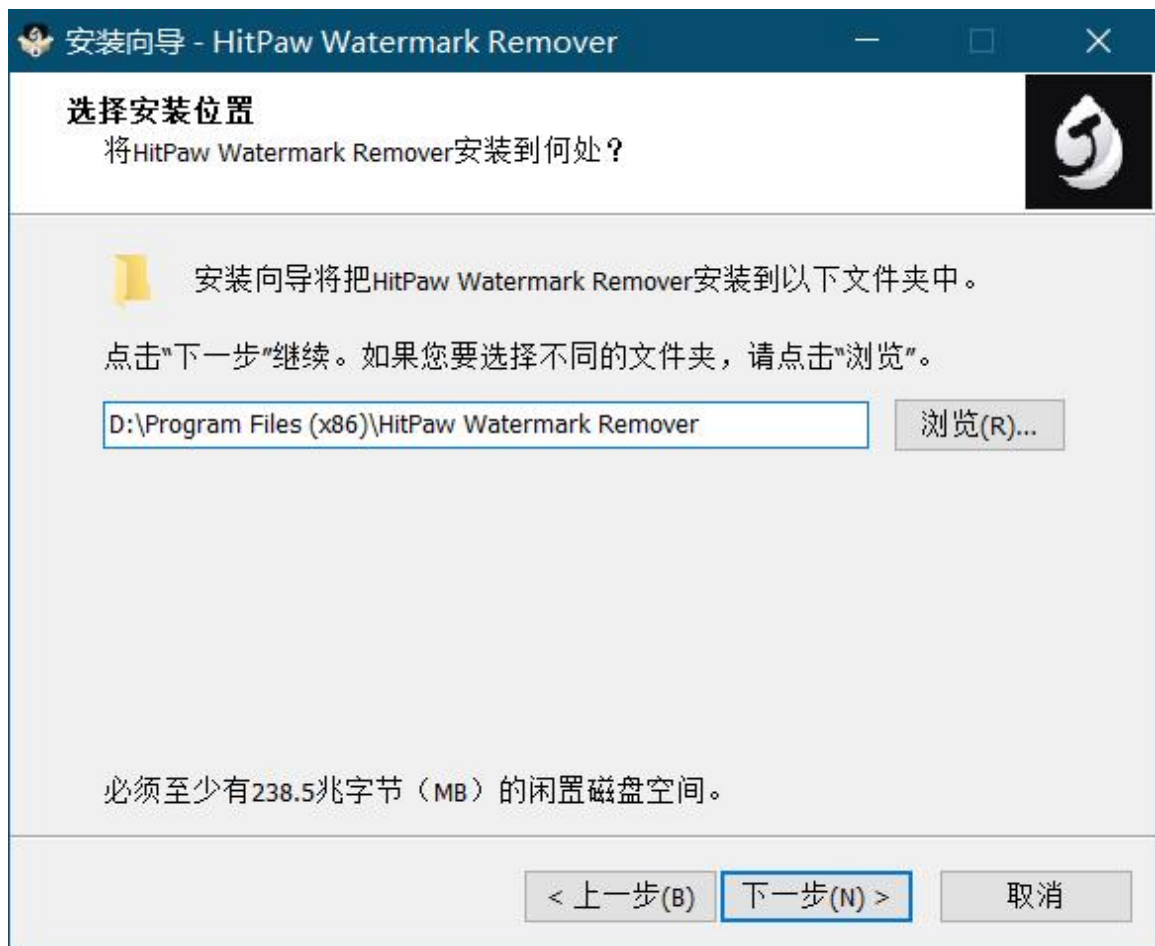 安装向导 - HitPaw Watermark Remover
选择安装位置
将HitPaw Watermark Remover安装到何处？
安装向导将把HitPaw Watermark Remover安装到以下文件夹中。
点击“下一步”继续。如果您要选择不同的文件夹，请点击“浏览”。
D:\Program Files (x86)\HitPaw Watermark Remover
浏览(R)...
必须至少有238.5兆字节（MB）的闲置磁盘空间。
< 上一步(B) 下一步(N) > 取消